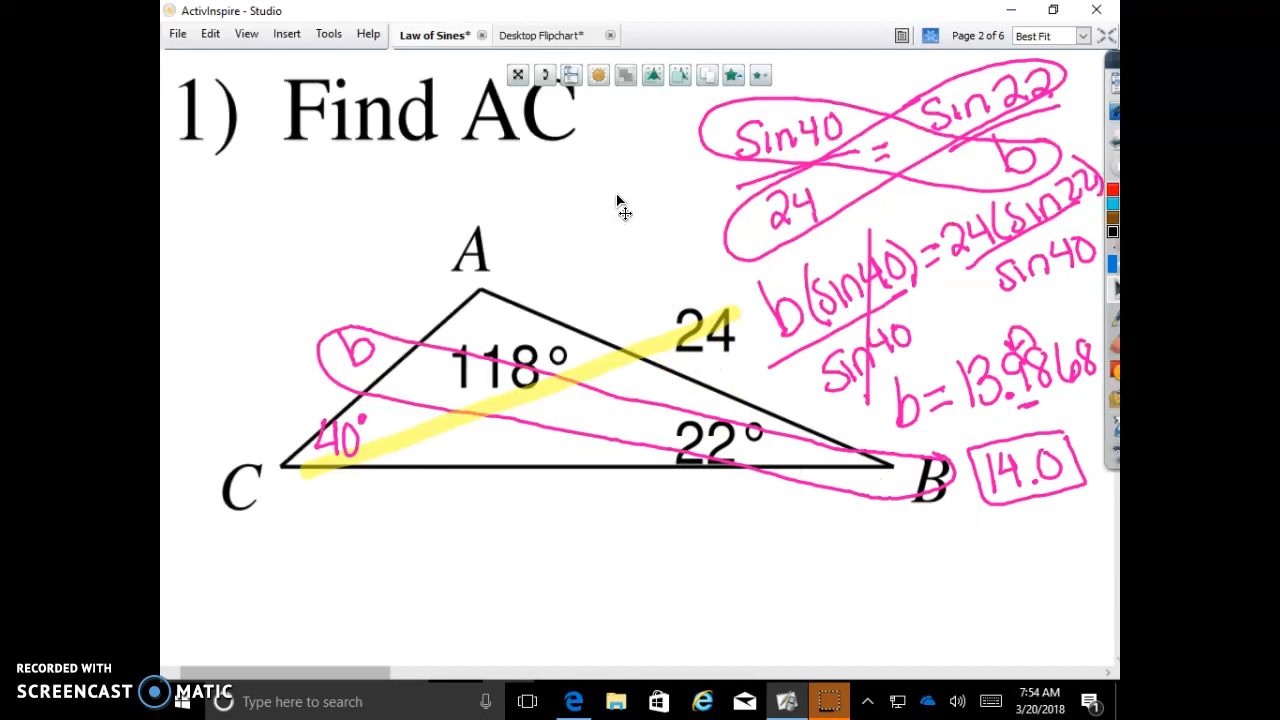 ActivInspire - Studio
File Edit View Insert Tools Help
Law of Sines* Desktop Flipchart*
Page 2 of 6 Best Fit
1) Find AC
Sin40 = Sin22
24 b
b(sin40) = 24(sin22)
sin40 sin40
b = 13.9868
14.0
A
b
118°
24
40°
22°
C
B
RECORDED WITH
SCREENCAST MATIC
Type here to search
7:54 AM
3/20/2018
1